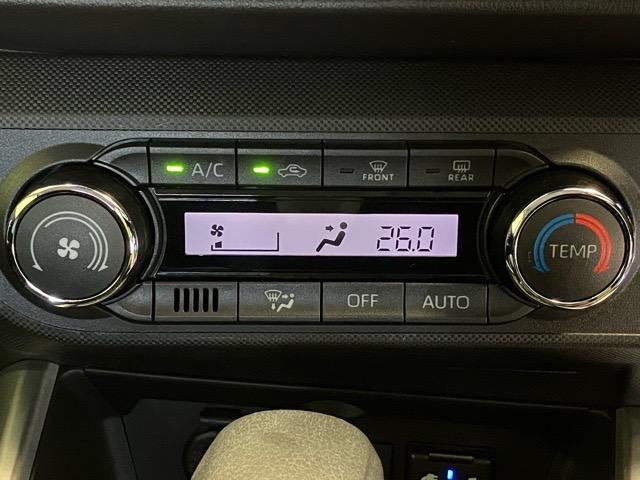 A/C FRONT REAR
26.0 TEMP
OFF AUTO